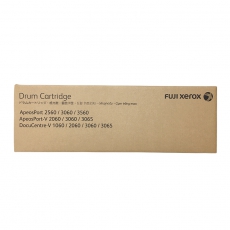 Drum Cartridge
FUJI XEROX
ApeosPort 2560 / 3060 / 3560
ApeosPort-V 2060 / 3060 / 3065
DocuCentre-V 1060 / 2060 / 3060 / 3065